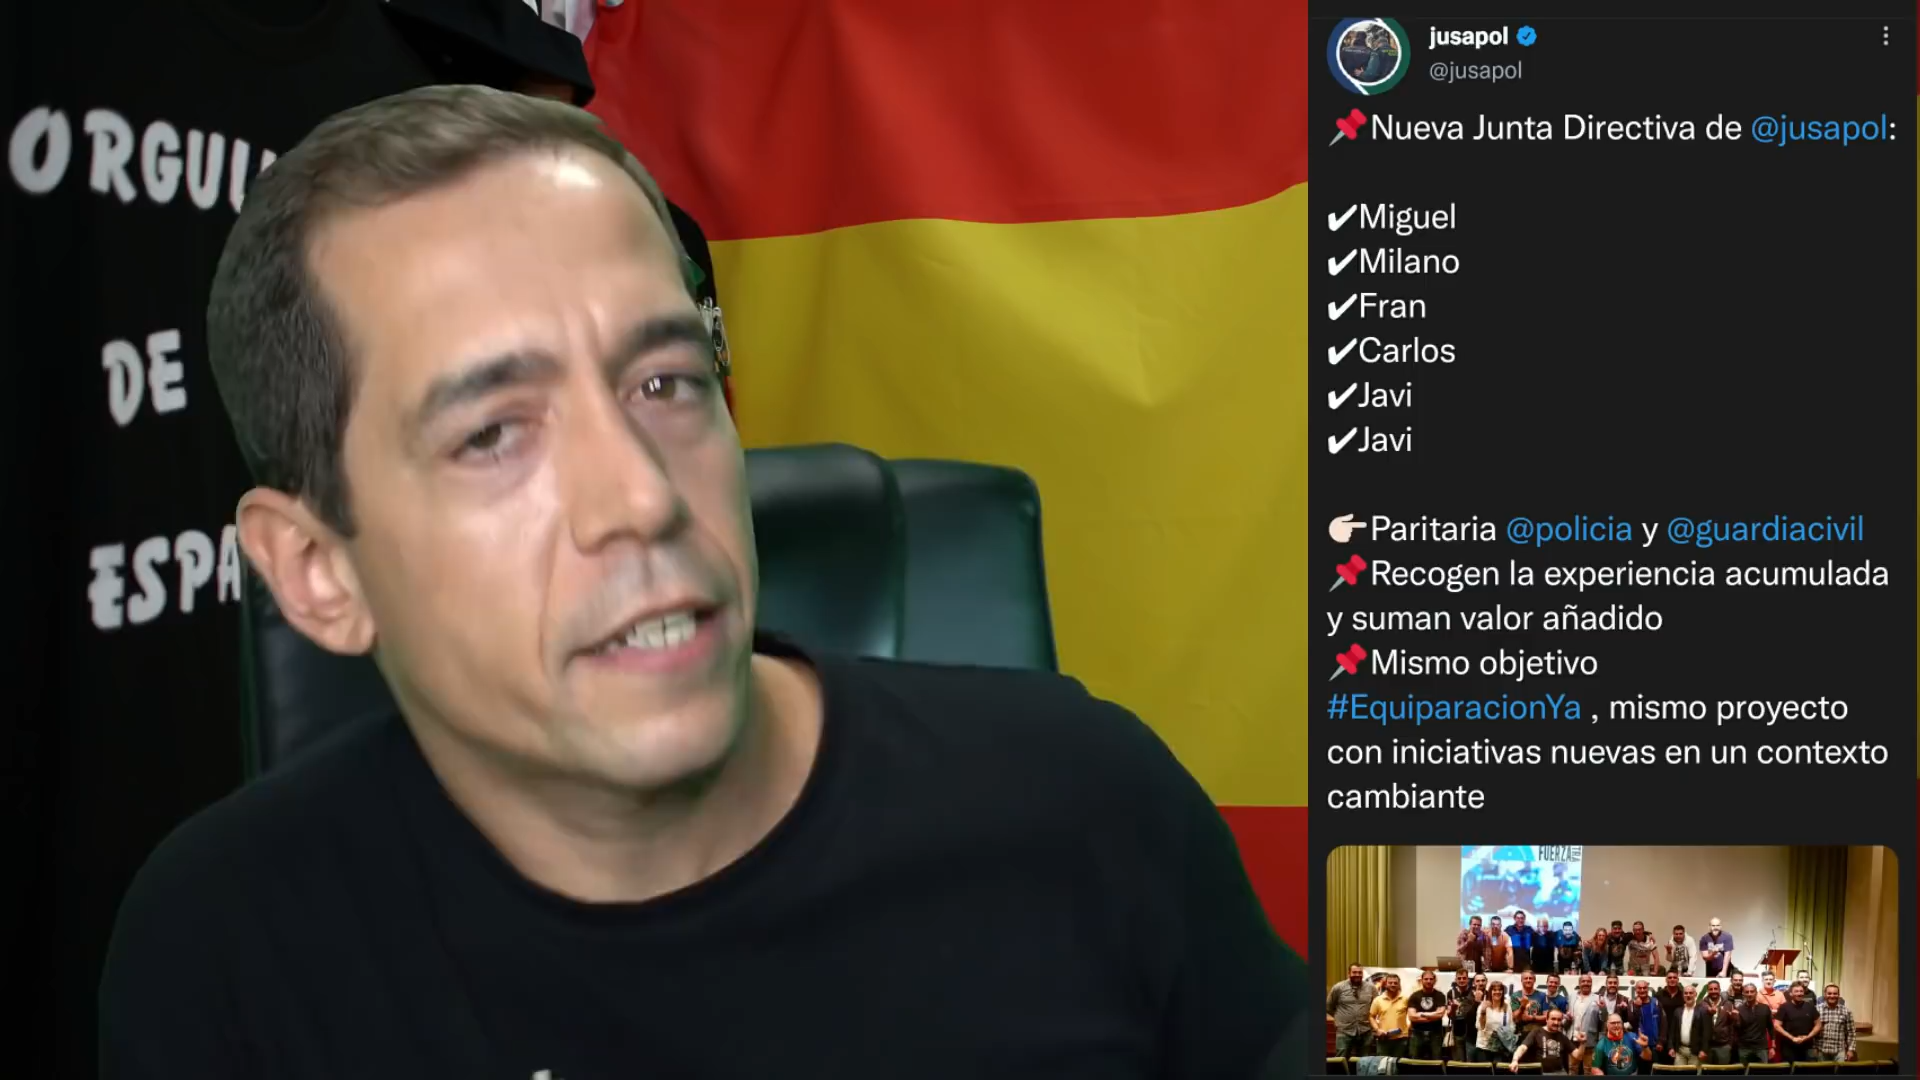 ORGUL
DE
ESPA
jusapol
@jusapol
📌Nueva Junta Directiva de @jusapol:
✔Miguel
✔Milano
✔Fran
✔Carlos
✔Javi
✔Javi
👉🏻Paritaria @policia y @guardiacivil
📌Recogen la experiencia acumulada
y suman valor añadido
📌Mismo objetivo
#EquiparacionYa , mismo proyecto
con iniciativas nuevas en un contexto
cambiante
FUERZA